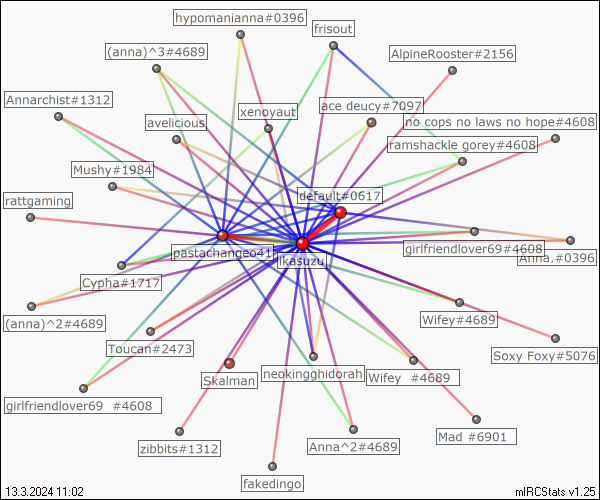 hypomanianna#0396
frisout
(anna)^3#4689
AlpineRooster#2156
Annarchist#1312
ace deucy#7097
xenoyaut
avelicious
no cops no laws no hope#4608
ramshackle gorey#4608
Mushy#1984
default#0617
rattgaming
pastachangeo41
girlfriendlover69#4608
Anna.#0396
ikasuzu
Cypha#1717
(anna)^2#4689
Wifey#4689
Toucan#2473
Soxy Foxy#5076
Skalman
neokingghidorah
Wifey  #4689
girlfriendlover69  #4608
Mad #6901
zibbits#1312
Anna^2#4689
fakedingo
13.3.2024 11:02
mIRCStats v1.25